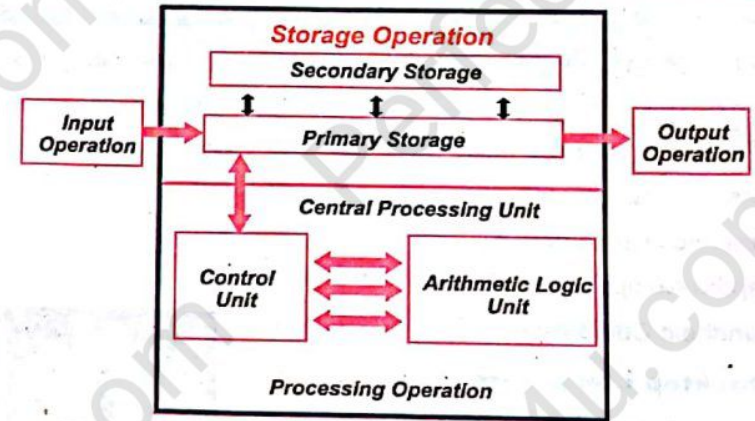 Storage Operation
Secondary Storage
Input
Operation
Primary Storage
Output
Operation
Central Processing Unit
Control
Unit
Arithmetic Logic
Unit
Processing Operation